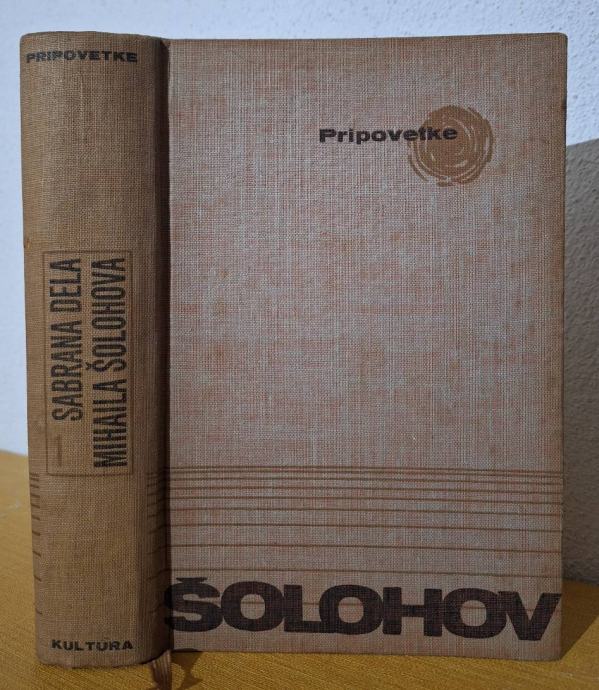 PRIPOVETKE
SABRANA DELA
MIHAILA ŠOLOHOVA
KULTURA
Pripovetke
ŠOLOHOV